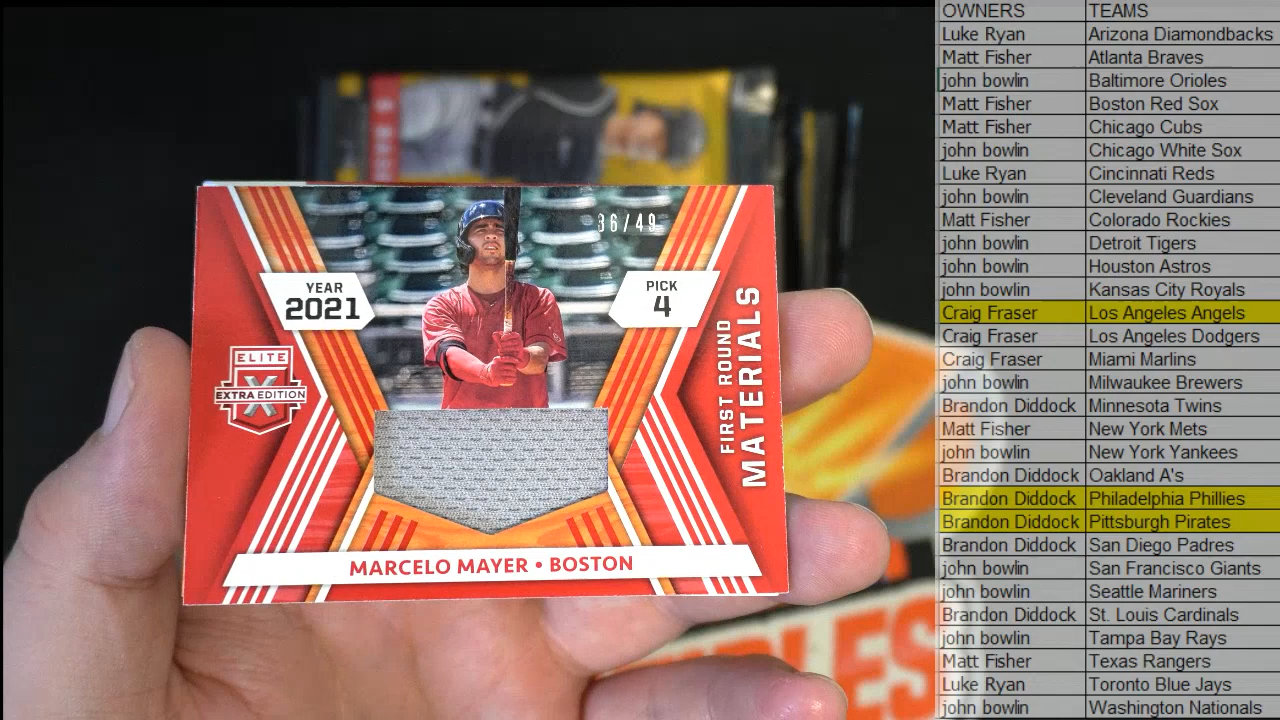 36/49
YEAR
2021
PICK
4
ELITE
EXTRA EDITION
X
FIRST ROUND
MATERIALS
MARCELO MAYER • BOSTON
OWNERS TEAMS
Luke Ryan Arizona Diamondbacks
Matt Fisher Atlanta Braves
john bowlin Baltimore Orioles
Matt Fisher Boston Red Sox
Matt Fisher Chicago Cubs
john bowlin Chicago White Sox
Luke Ryan Cincinnati Reds
john bowlin Cleveland Guardians
Matt Fisher Colorado Rockies
john bowlin Detroit Tigers
john bowlin Houston Astros
john bowlin Kansas City Royals
Craig Fraser Los Angeles Angels
Craig Fraser Los Angeles Dodgers
Craig Fraser Miami Marlins
john bowlin Milwaukee Brewers
Brandon Diddock Minnesota Twins
Matt Fisher New York Mets
john bowlin New York Yankees
Brandon Diddock Oakland A's
Brandon Diddock Philadelphia Phillies
Brandon Diddock Pittsburgh Pirates
Brandon Diddock San Diego Padres
john bowlin San Francisco Giants
john bowlin Seattle Mariners
Brandon Diddock St. Louis Cardinals
john bowlin Tampa Bay Rays
Matt Fisher Texas Rangers
Luke Ryan Toronto Blue Jays
john bowlin Washington Nationals